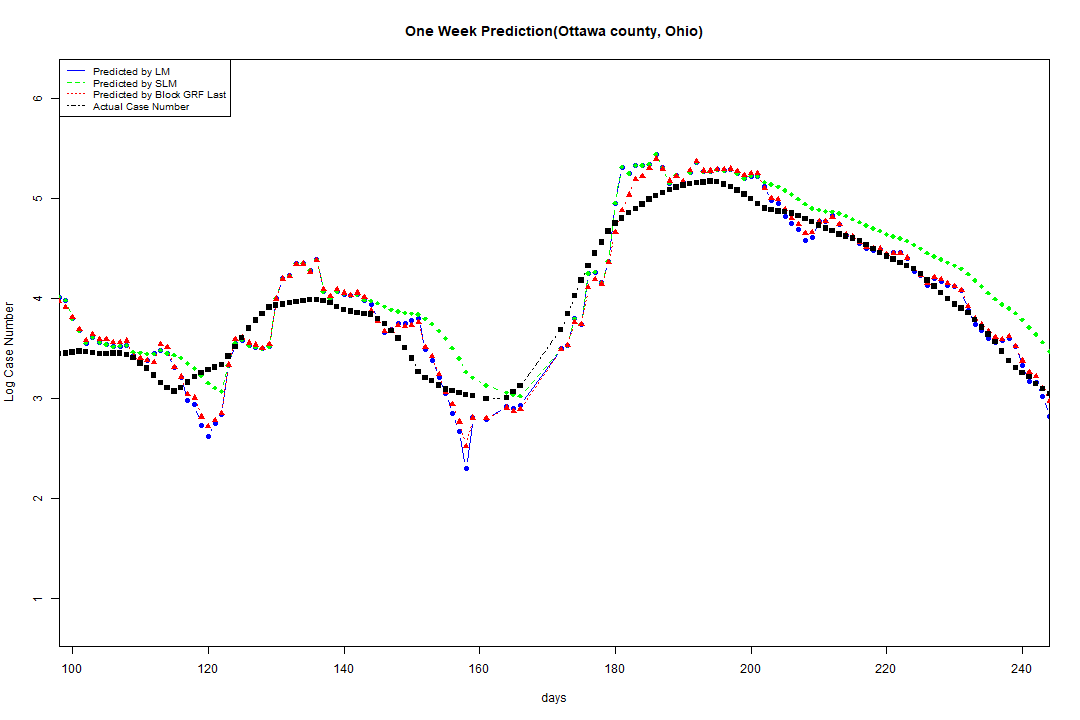 One Week Prediction(Ottawa county, Ohio)
Predicted by LM
Predicted by SLM
Predicted by Block GRF Last
Actual Case Number
Log Case Number
6
5
4
3
2
1
100 120 140 160 180 200 220 240
days